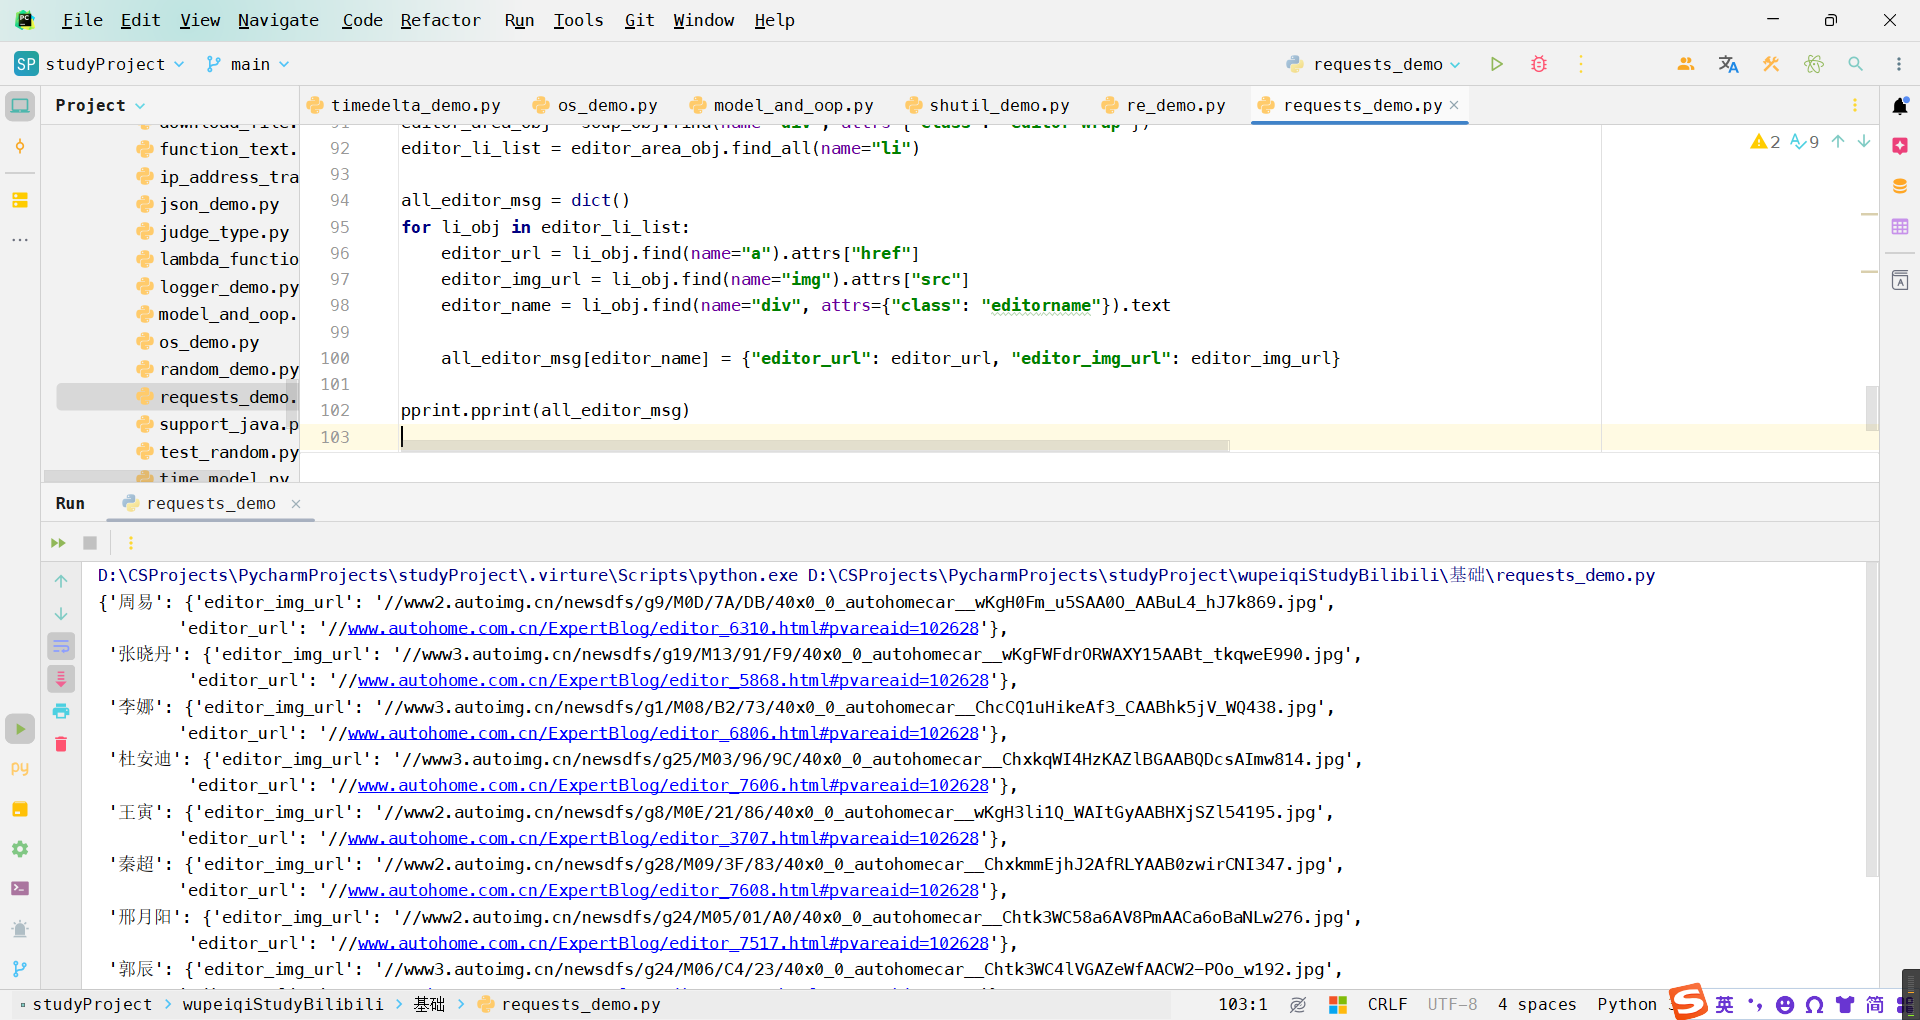 File Edit View Navigate Code Refactor Run Tools Git Window Help
SP studyProject main requests_demo
Project timedelta_demo.py os_demo.py model_and_oop.py shutil_demo.py re_demo.py requests_demo.py
function_text.
ip_address_tra
json_demo.py
judge_type.py
lambda_functio
logger_demo.py
model_and_oop.
os_demo.py
random_demo.py
requests_demo.
support_java.p
test_random.py
time_model.py
92 editor_li_list = editor_area_obj.find_all(name="li")
93
94 all_editor_msg = dict()
95 for li_obj in editor_li_list:
96 editor_url = li_obj.find(name="a").attrs["href"]
97 editor_img_url = li_obj.find(name="img").attrs["src"]
98 editor_name = li_obj.find(name="div", attrs={"class": "editorname"}).text
99
100 all_editor_msg[editor_name] = {"editor_url": editor_url, "editor_img_url": editor_img_url}
101
102 pprint.pprint(all_editor_msg)
103
2 9
Run requests_demo
D:\CSProjects\PycharmProjects\studyProject\.virture\Scripts\python.exe D:\CSProjects\PycharmProjects\studyProject\wupeiqiStudyBilibili\基础\requests_demo.py
{'周易': {'editor_img_url': '//www2.autoimg.cn/newsdfs/g9/M0D/7A/DB/40x0_0_autohomecar__wKgH0Fm_u5SAA0O_AABuL4_hJ7k869.jpg',
'editor_url': '//www.autohome.com.cn/ExpertBlog/editor_6310.html#pvareaid=102628'},
'张晓丹': {'editor_img_url': '//www3.autoimg.cn/newsdfs/g19/M13/91/F9/40x0_0_autohomecar__wKgFWFdrORWAXY15AABt_tkqweE990.jpg',
'editor_url': '//www.autohome.com.cn/ExpertBlog/editor_5868.html#pvareaid=102628'},
'李娜': {'editor_img_url': '//www3.autoimg.cn/newsdfs/g1/M08/B2/73/40x0_0_autohomecar__ChcCQ1uHikeAf3_CAABhk5jV_WQ438.jpg',
'editor_url': '//www.autohome.com.cn/ExpertBlog/editor_6806.html#pvareaid=102628'},
'杜安迪': {'editor_img_url': '//www3.autoimg.cn/newsdfs/g25/M03/96/9C/40x0_0_autohomecar__ChxkqWI4HzKAZlBGAABQDcsAImw814.jpg',
'editor_url': '//www.autohome.com.cn/ExpertBlog/editor_7606.html#pvareaid=102628'},
'王寅': {'editor_img_url': '//www2.autoimg.cn/newsdfs/g8/M0E/21/86/40x0_0_autohomecar__wKgH3li1Q_WAItGyAABHXjSZl54195.jpg',
'editor_url': '//www.autohome.com.cn/ExpertBlog/editor_3707.html#pvareaid=102628'},
'秦超': {'editor_img_url': '//www2.autoimg.cn/newsdfs/g28/M09/3F/83/40x0_0_autohomecar__ChxkmmEjhJ2AfRLYAAB0zwirCNI347.jpg',
'editor_url': '//www.autohome.com.cn/ExpertBlog/editor_7608.html#pvareaid=102628'},
'邢月阳': {'editor_img_url': '//www2.autoimg.cn/newsdfs/g24/M05/01/A0/40x0_0_autohomecar__Chtk3WC58a6AV8PmAACa6oBaNLw276.jpg',
'editor_url': '//www.autohome.com.cn/ExpertBlog/editor_7517.html#pvareaid=102628'},
'郭辰': {'editor_img_url': '//www3.autoimg.cn/newsdfs/g24/M06/C4/23/40x0_0_autohomecar__Chtk3WC4lVGAZeWfAACW2-POo_w192.jpg',
studyProject > wupeiqiStudyBilibili > 基础 > requests_demo.py 103:1 CRLF UTF-8 4 spaces Python 英 简